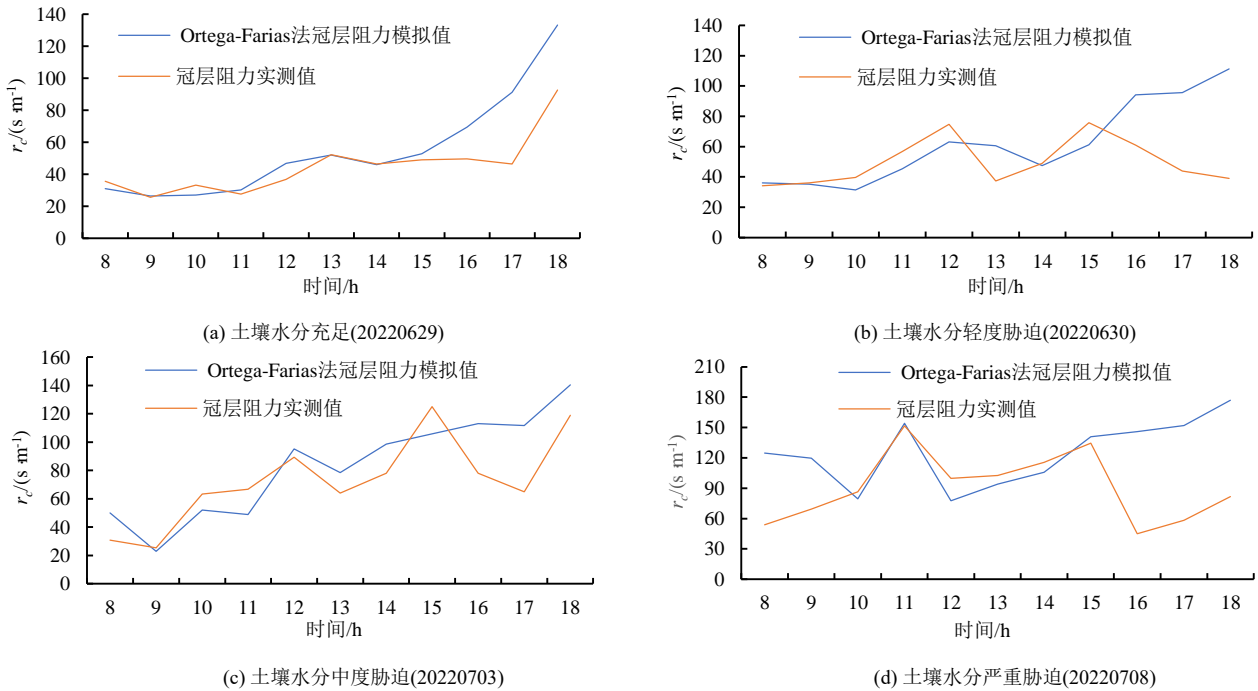 140
120
100
80
60
40
20
0
r_c/(s·m⁻¹)
Ortega-Farias法冠层阻力模拟值
冠层阻力实测值
8 9 10 11 12 13 14 15 16 17 18
时间/h
(a) 土壤水分充足(20220629)
140
120
100
80
60
40
20
0
r_c/(s·m⁻¹)
Ortega-Farias法冠层阻力模拟值
冠层阻力实测值
8 9 10 11 12 13 14 15 16 17 18
时间/h
(b) 土壤水分轻度胁迫(20220630)
160
140
120
100
80
60
40
20
0
r_c/(s·m⁻¹)
Ortega-Farias法冠层阻力模拟值
冠层阻力实测值
8 9 10 11 12 13 14 15 16 17 18
时间/h
(c) 土壤水分中度胁迫(20220703)
210
180
150
120
90
60
30
0
r_c/(s·m⁻¹)
Ortega-Farias法冠层阻力模拟值
冠层阻力实测值
8 9 10 11 12 13 14 15 16 17 18
时间/h
(d) 土壤水分严重胁迫(20220708)